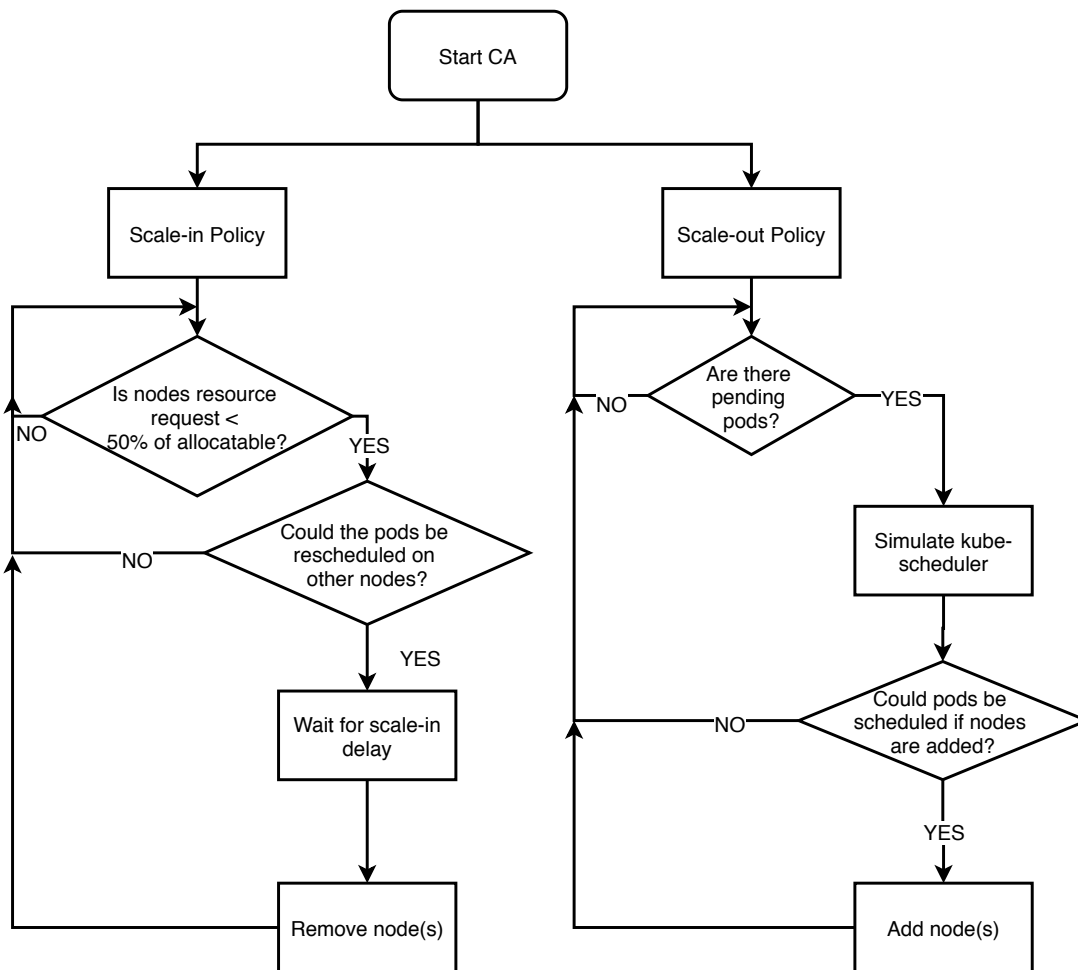 Start CA
Scale-in Policy
Scale-out Policy
Is nodes resource
request <
50% of allocatable?
NO
YES
Could the pods be
rescheduled on
other nodes?
NO
YES
Wait for scale-in
delay
Remove node(s)
Are there
pending
pods?
NO
YES
Simulate kube-
scheduler
Could pods be
scheduled if nodes
are added?
NO
YES
Add node(s)